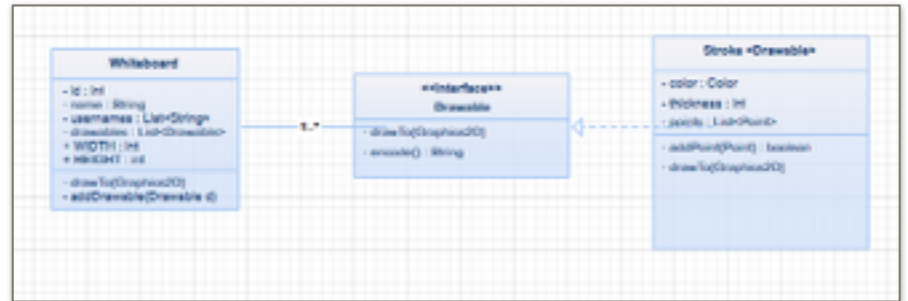 Whiteboard
- id : int
- name : String
- usernames : List<String>
- drawables : List<Drawable>
+ WIDTH : int
+ HEIGHT : int
- drawTo(Graphics2D)
- addDrawable(Drawable d)
1..*
<<Interface>>
Drawable
- drawTo(Graphics2D)
- encode() : String
Stroke <Drawable>
- color : Color
- thickness : int
- points : List<Point>
- addPoint(Point) : boolean
- drawTo(Graphics2D)